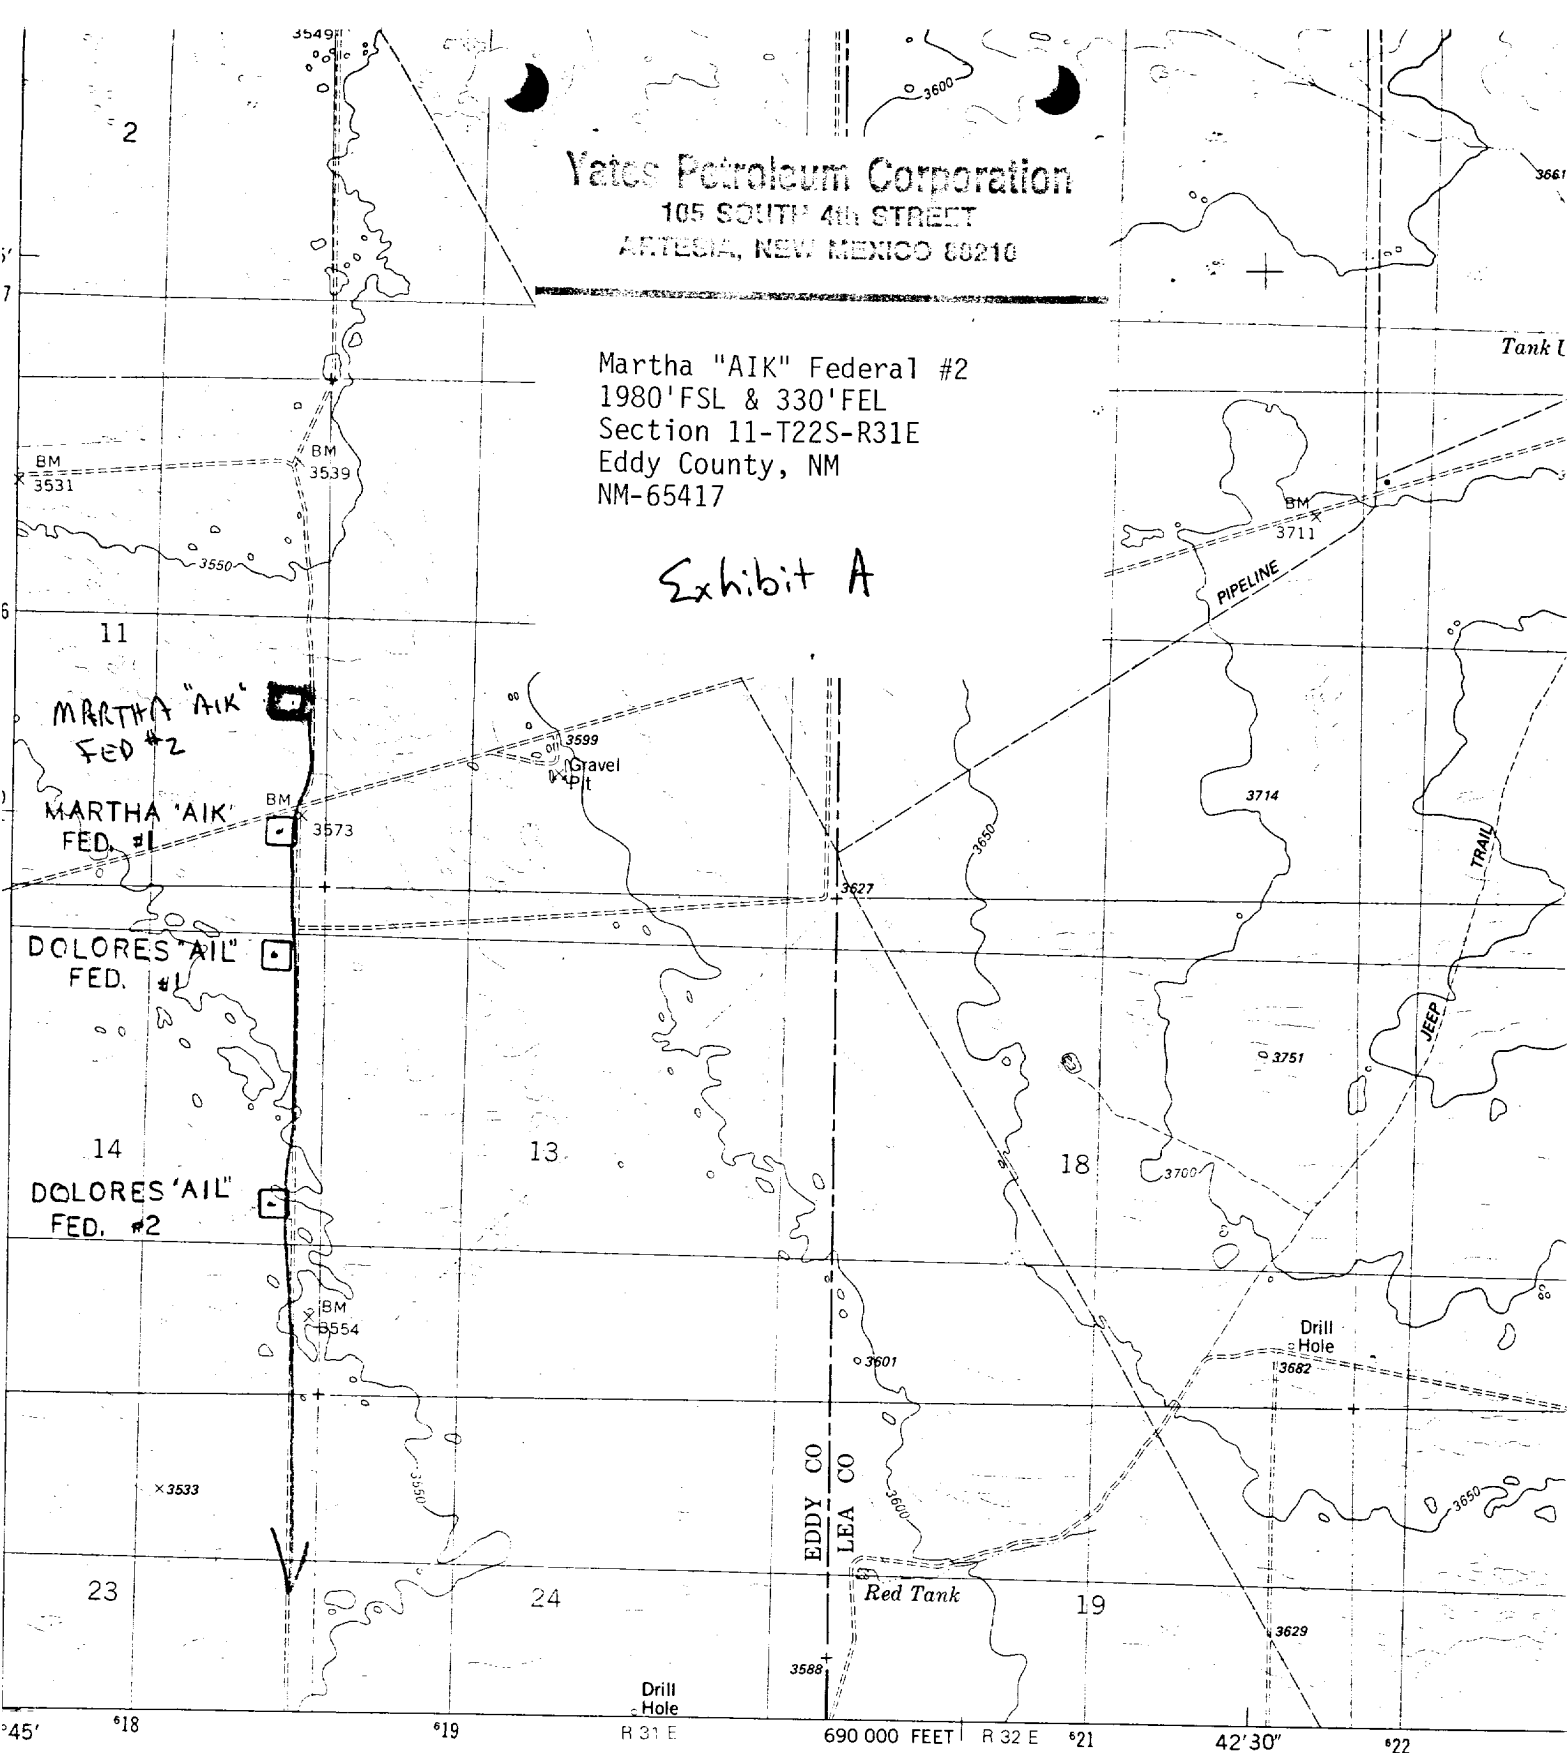 3549
3600
2
Yates Petroleum Corporation
105 SOUTH 4th STREET
ARTESIA, NEW MEXICO 88210
3661
7
Tank
Martha "AIK" Federal #2
1980'FSL & 330'FEL
Section 11-T22S-R31E
Eddy County, NM
NM-65417
BM
3531
BM
3539
BM
3711
3550
Exhibit A
PIPELINE
6
11
MARTHA "AIK"
FED #2
3599
Gravel
Pit
MARTHA "AIK"
FED. #1
BM
3573
3714
3650
TRAIL
3627
DOLORES "AIL"
FED. #1
JEEP
3751
14
13
18
3700
DOLORES "AIL"
FED. #2
BM
3554
3601
Drill
Hole
3682
3533
3550
EDDY CO
LEA CO
3600
3650
23
24
Red Tank
19
3629
3588
Drill
Hole
45'
618
619
R 31 E
690 000 FEET
R 32 E
621
42'30"
622